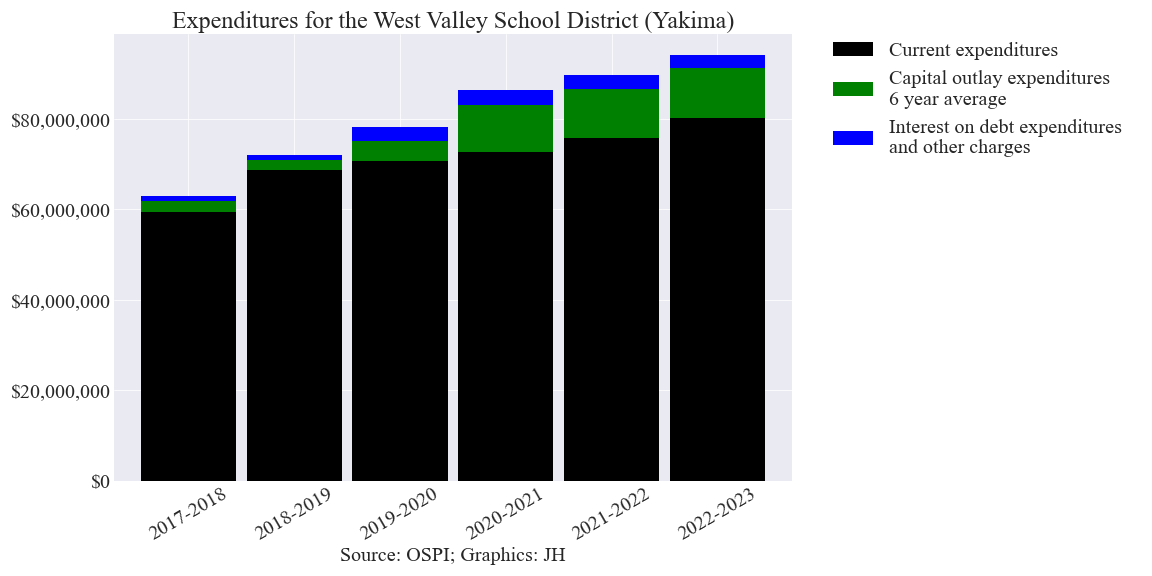 Expenditures for the West Valley School District (Yakima)
Current expenditures
Capital outlay expenditures
6 year average
Interest on debt expenditures
and other charges
$80,000,000
$60,000,000
$40,000,000
$20,000,000
$0
2017-2018
2018-2019
2019-2020
2020-2021
2021-2022
2022-2023
Source: OSPI; Graphics: JH